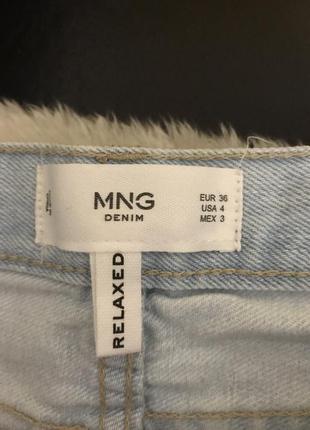 MNG
DENIM
EUR 36
USA 4
MEX 3
RELAXED